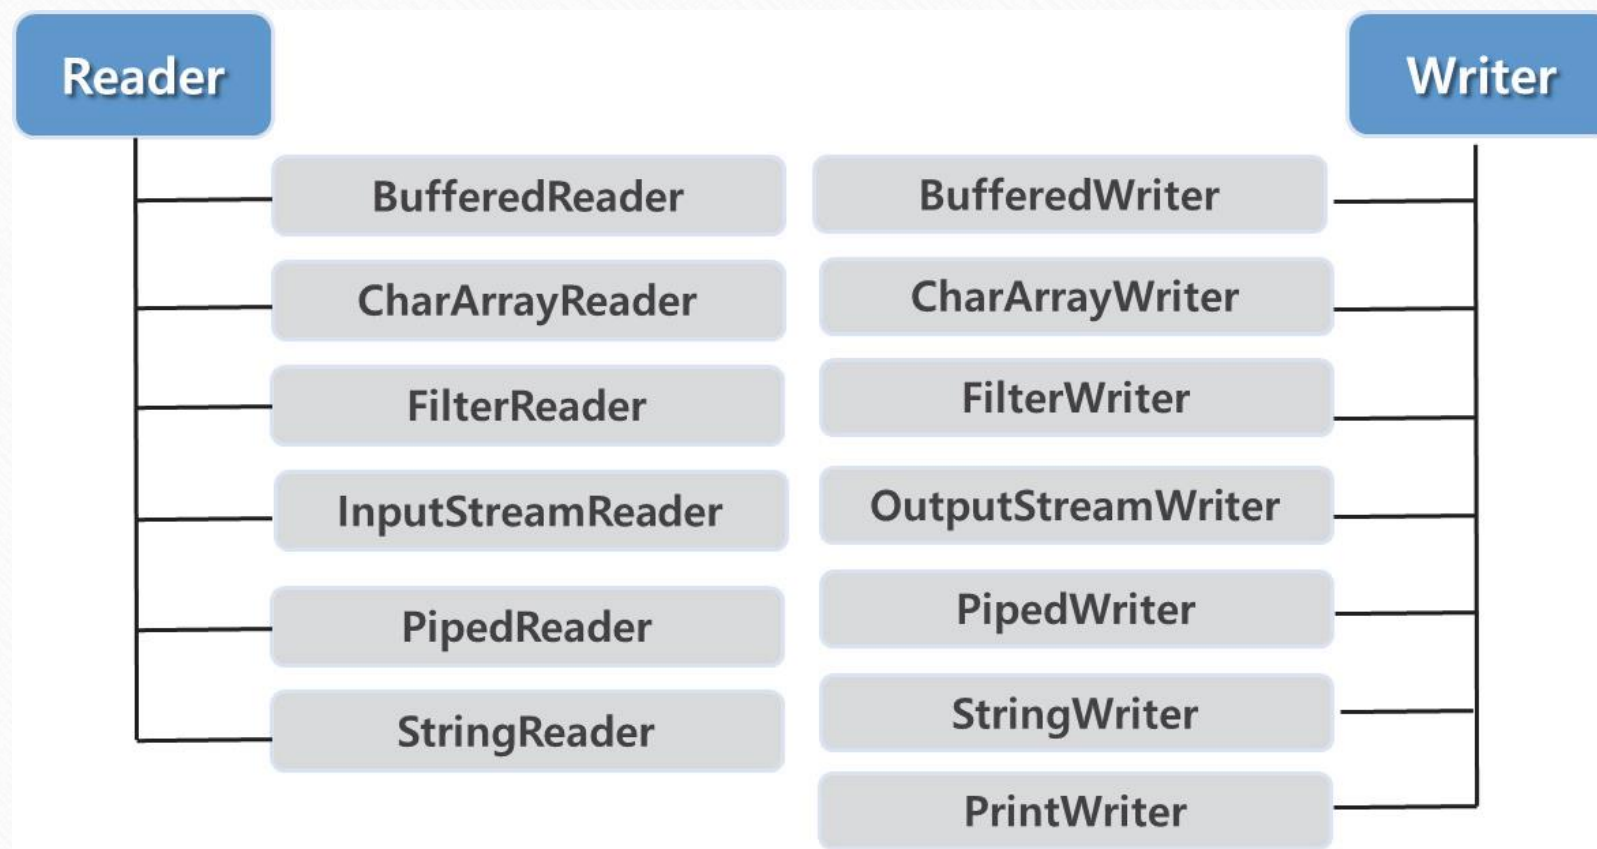 Reader
Writer
BufferedReader
BufferedWriter
CharArrayReader
CharArrayWriter
FilterReader
FilterWriter
InputStreamReader
OutputStreamWriter
PipedReader
PipedWriter
StringReader
StringWriter
PrintWriter